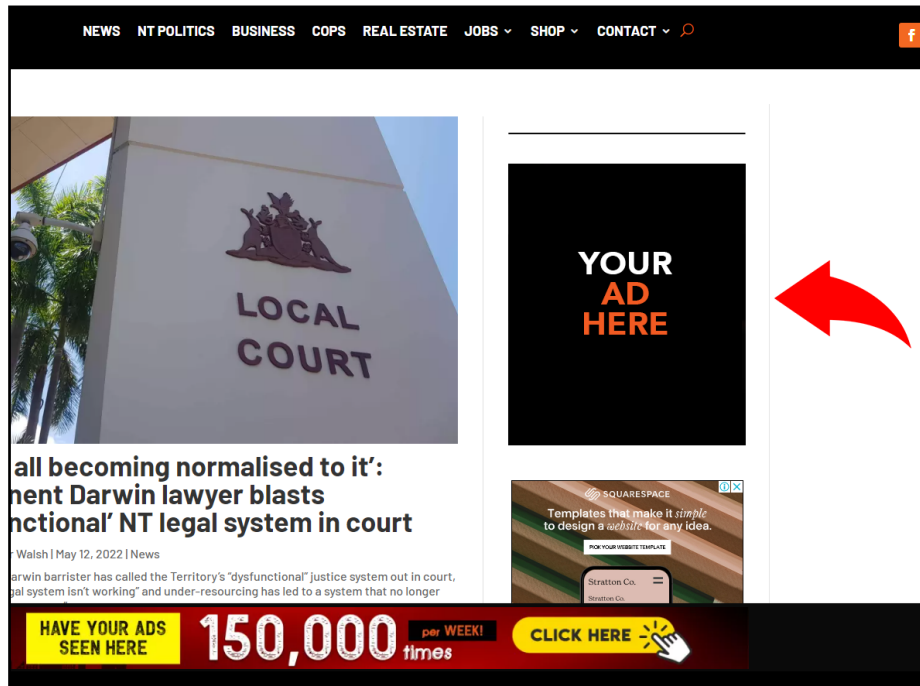 NEWS NT POLITICS BUSINESS COPS REAL ESTATE JOBS SHOP CONTACT
f
LOCAL
COURT
all becoming normalised to it’:
nent Darwin lawyer blasts
nctional’ NT legal system in court
r Walsh | May 12, 2022 | News
arwin barrister has called the Territory’s “dysfunctional” justice system out in court,
gal system isn’t working” and under-resourcing has led to a system that no longer
YOUR
AD
HERE
SQUARESPACE
Templates that make it simple
to design a website for any idea.
PICK YOUR WEBSITE TEMPLATE
Stratton Co.
Stratton Co.
HAVE YOUR ADS
SEEN HERE
150,000
per WEEK!
times
CLICK HERE